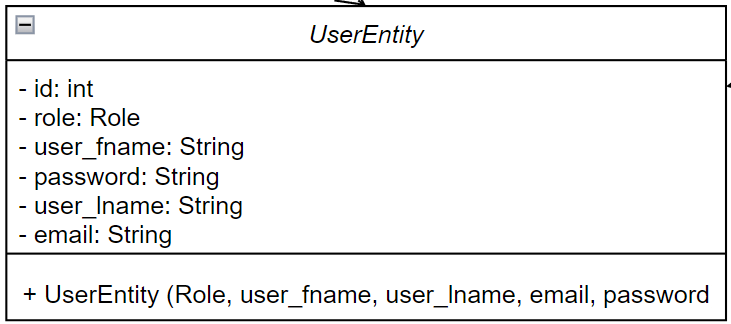 UserEntity
- id: int
- role: Role
- user_fname: String
- password: String
- user_lname: String
- email: String
+ UserEntity (Role, user_fname, user_lname, email, password